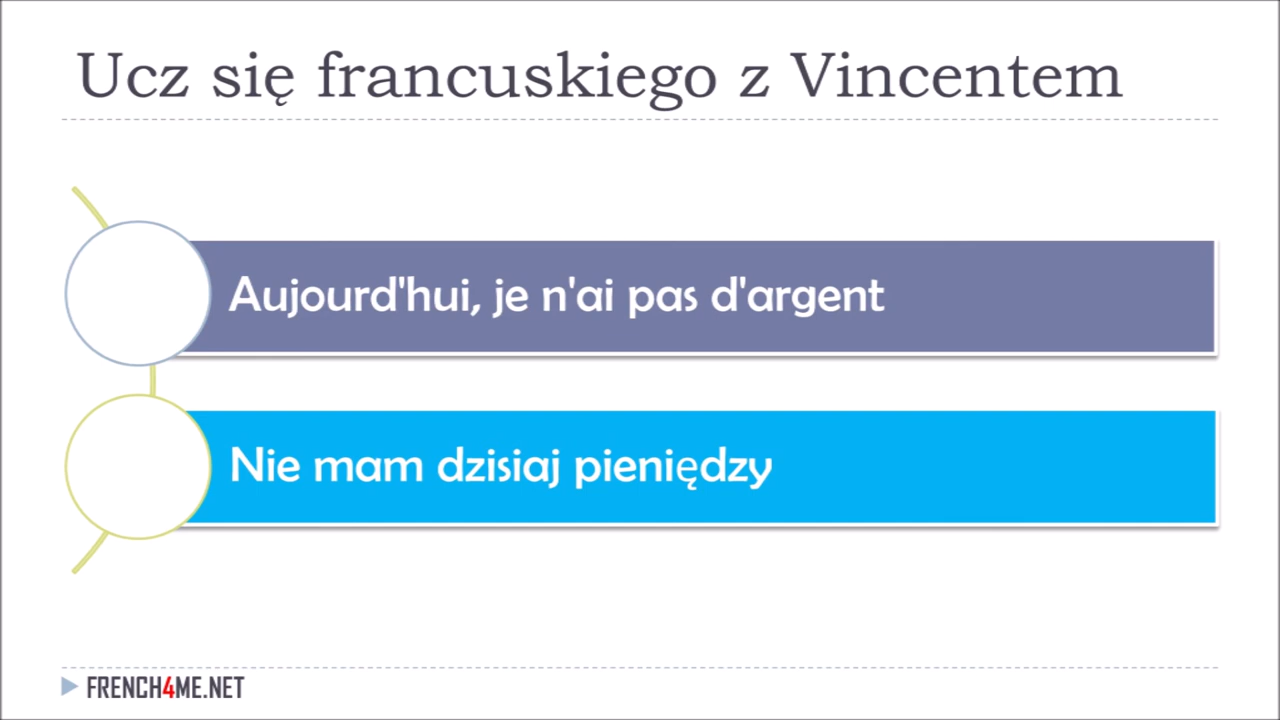 Ucz się francuskiego z Vincentem
Aujourd'hui, je n'ai pas d'argent
Nie mam dzisiaj pieniędzy
FRENCH4ME.NET